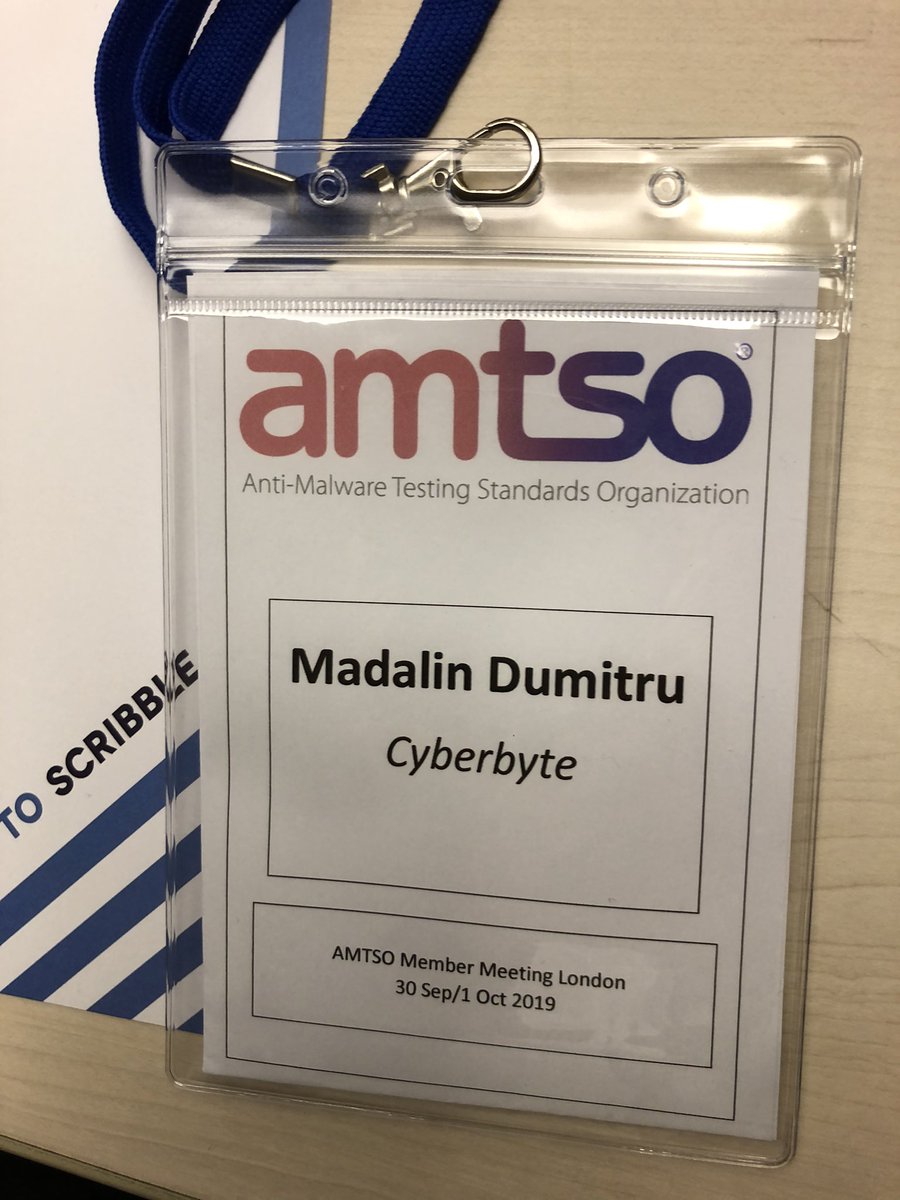 amtso®
Anti-Malware Testing Standards Organization
Madalin Dumitru
Cyberbyte
AMTSO Member Meeting London
30 Sep/1 Oct 2019
TO SCRIBBLE